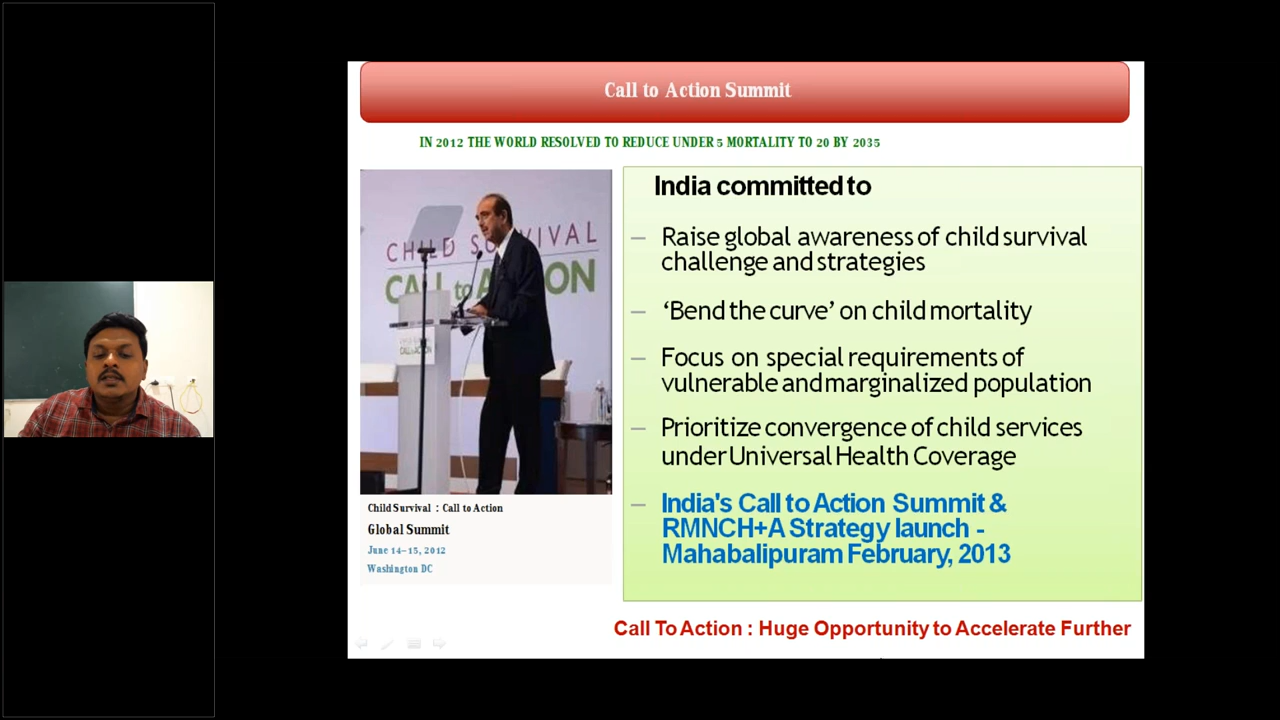 Call to Action Summit
IN 2012 THE WORLD RESOLVED TO REDUCE UNDER 5 MORTALITY TO 20 BY 2035
CHILD SURVIVAL
CALL to ACTION
CALL to ACTION
Child Survival : Call to Action
Global Summit
June 14–15, 2012
Washington DC
India committed to
– Raise global awareness of child survival
challenge and strategies
– ‘Bend the curve’ on child mortality
– Focus on special requirements of
vulnerable and marginalized population
– Prioritize convergence of child services
under Universal Health Coverage
– India's Call to Action Summit &
RMNCH+A Strategy launch -
Mahabalipuram February, 2013
Call To Action : Huge Opportunity to Accelerate Further